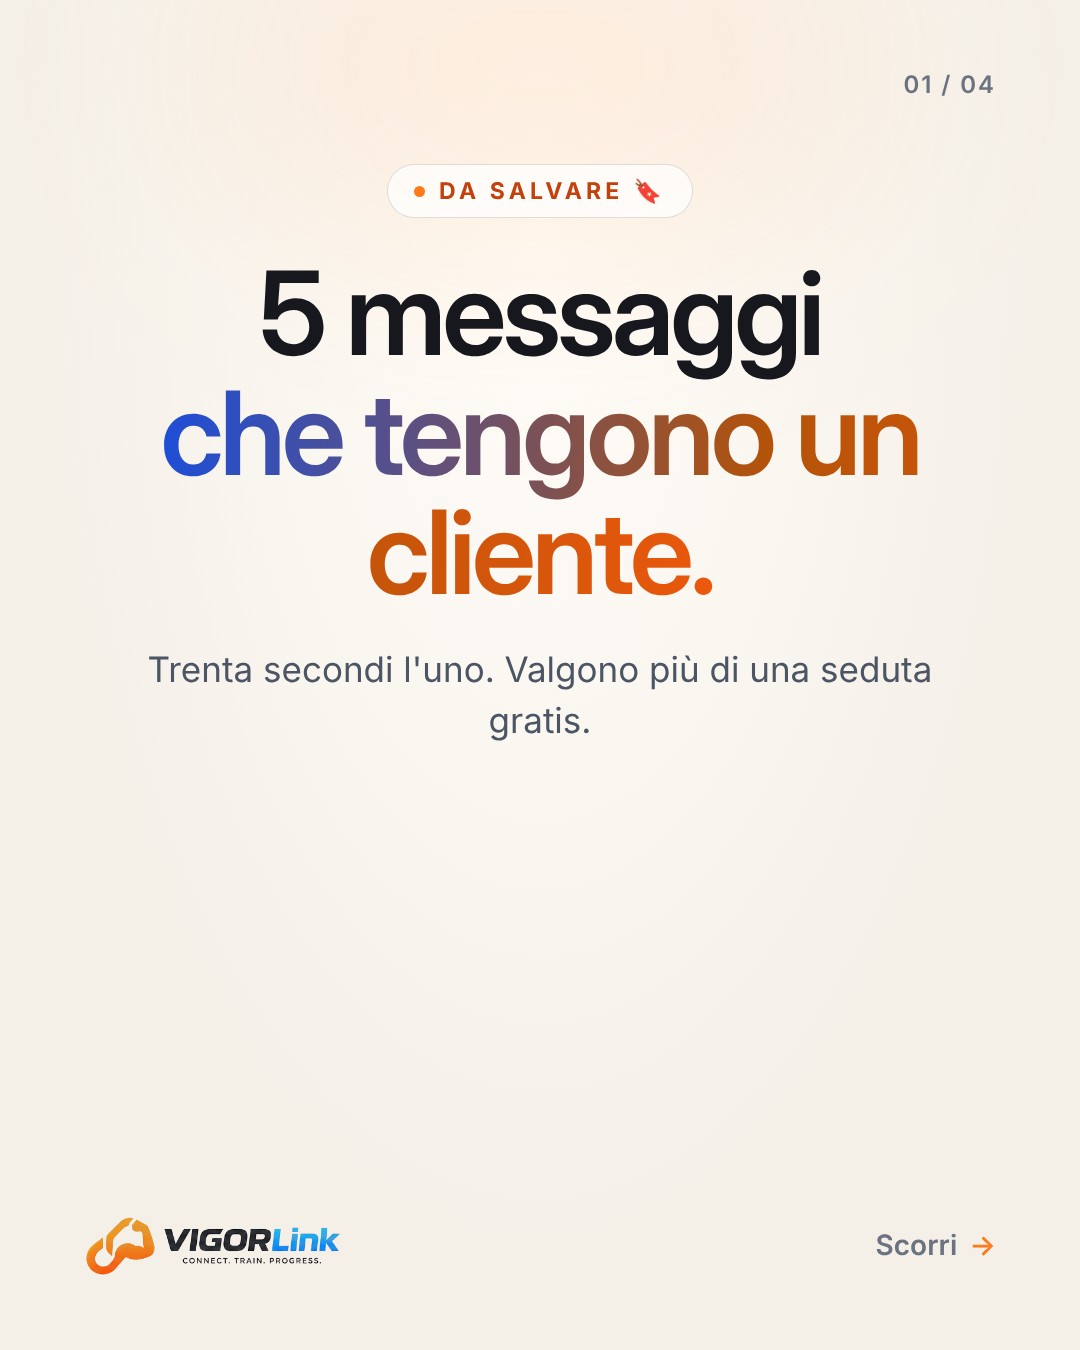 01 / 04
DA SALVARE 🔖
5 messaggi
che tengono un
cliente.
Trenta secondi l'uno. Valgono più di una seduta
gratis.
VIGORLink
CONNECT. TRAIN. PROGRESS.
Scorri →